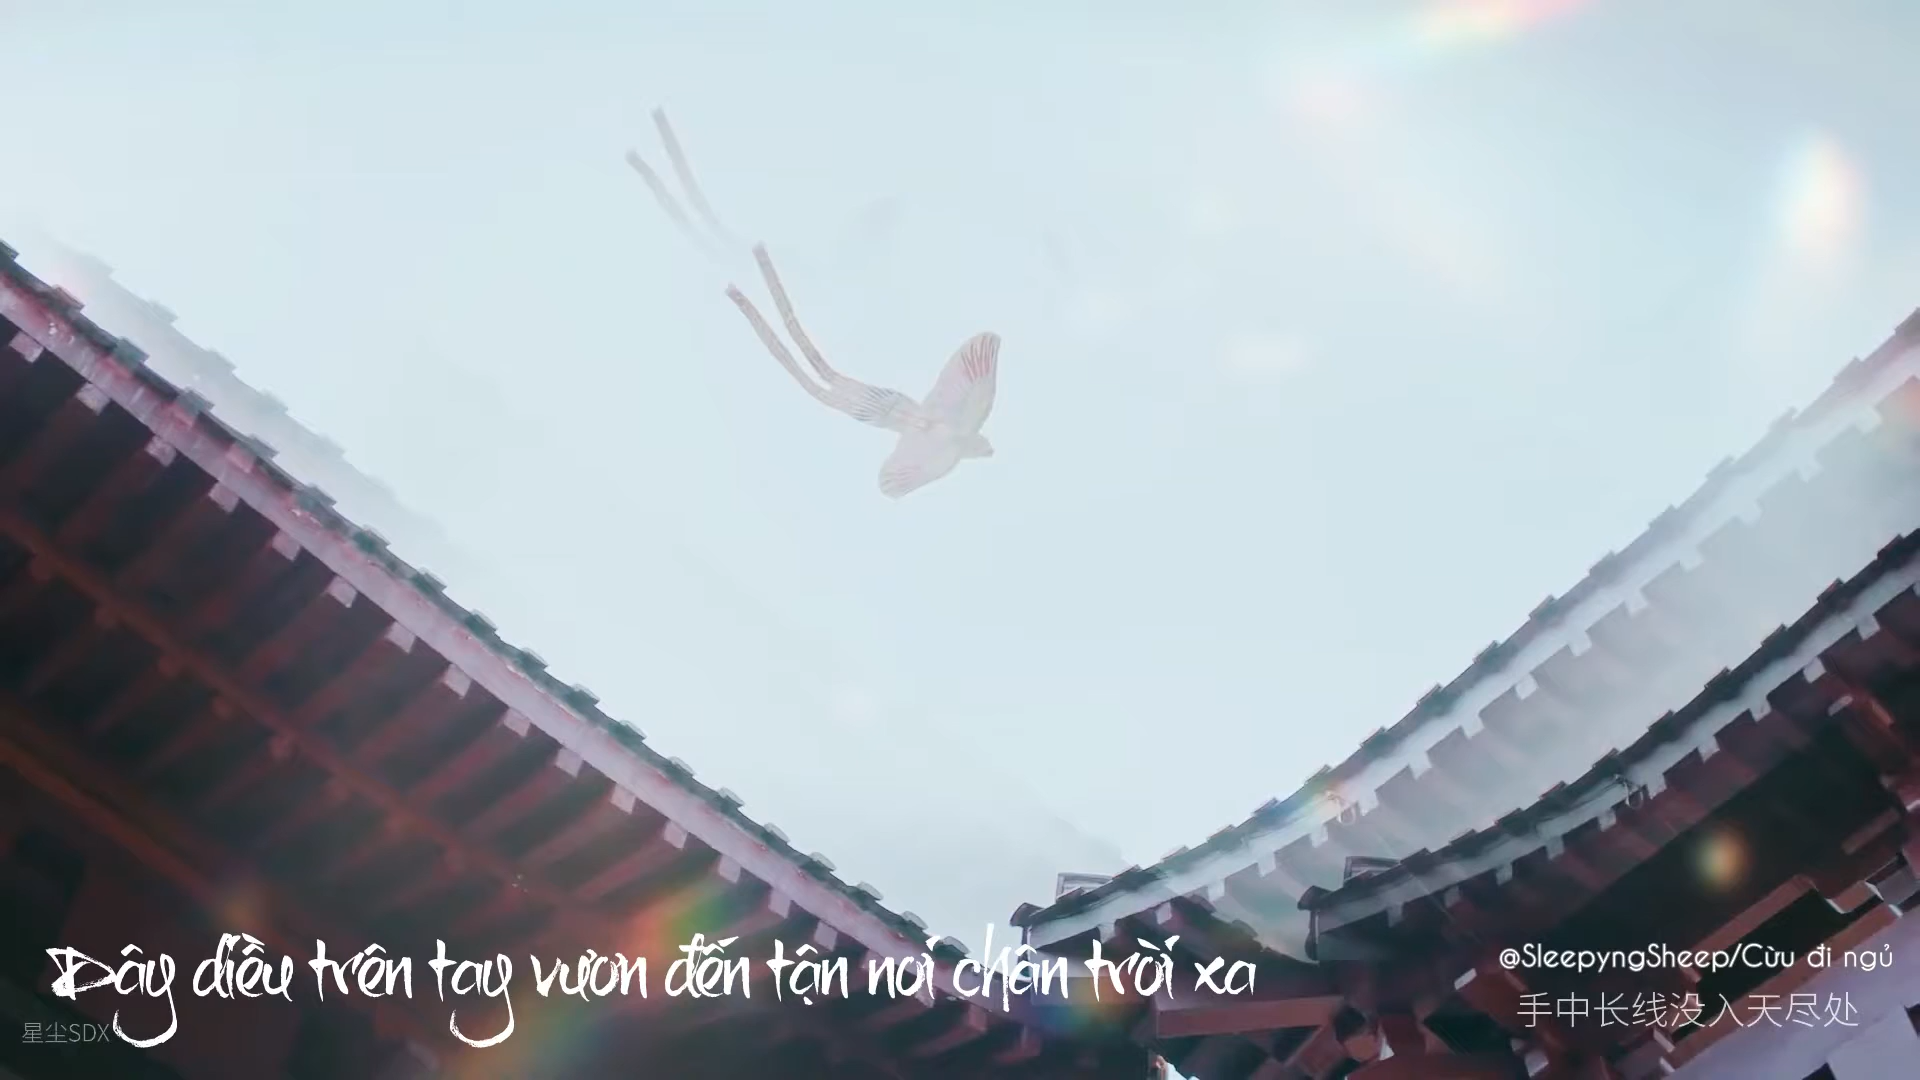 Dây diều trên tay vươn đến tận nơi chân trời xa
@SleepyngSheep/Cừu đi ngủ
手中长线没入天尽处
星尘SDX